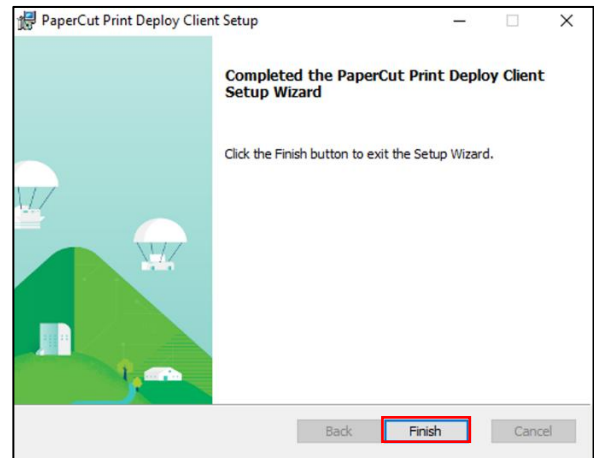 PaperCut Print Deploy Client Setup
Completed the PaperCut Print Deploy Client
Setup Wizard
Click the Finish button to exit the Setup Wizard.
Back
Finish
Cancel